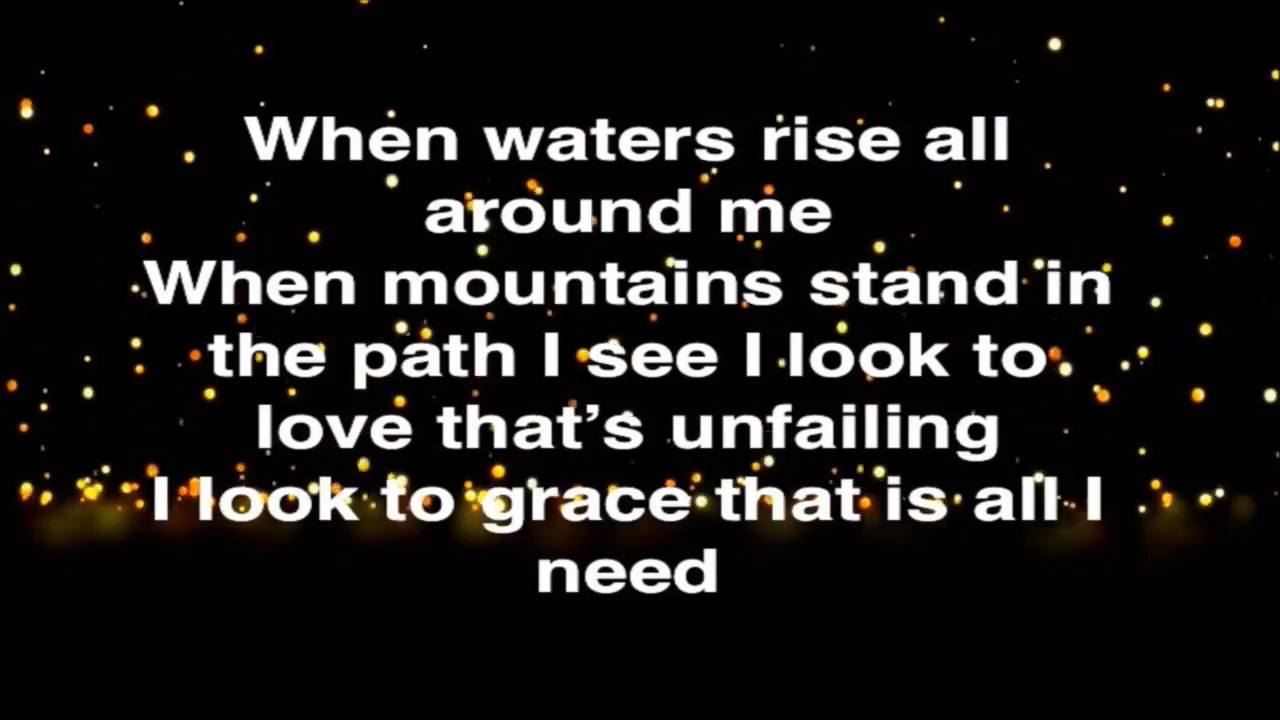 When waters rise all
around me
When mountains stand in
the path I see I look to
love that’s unfailing
I look to grace that is all I
need